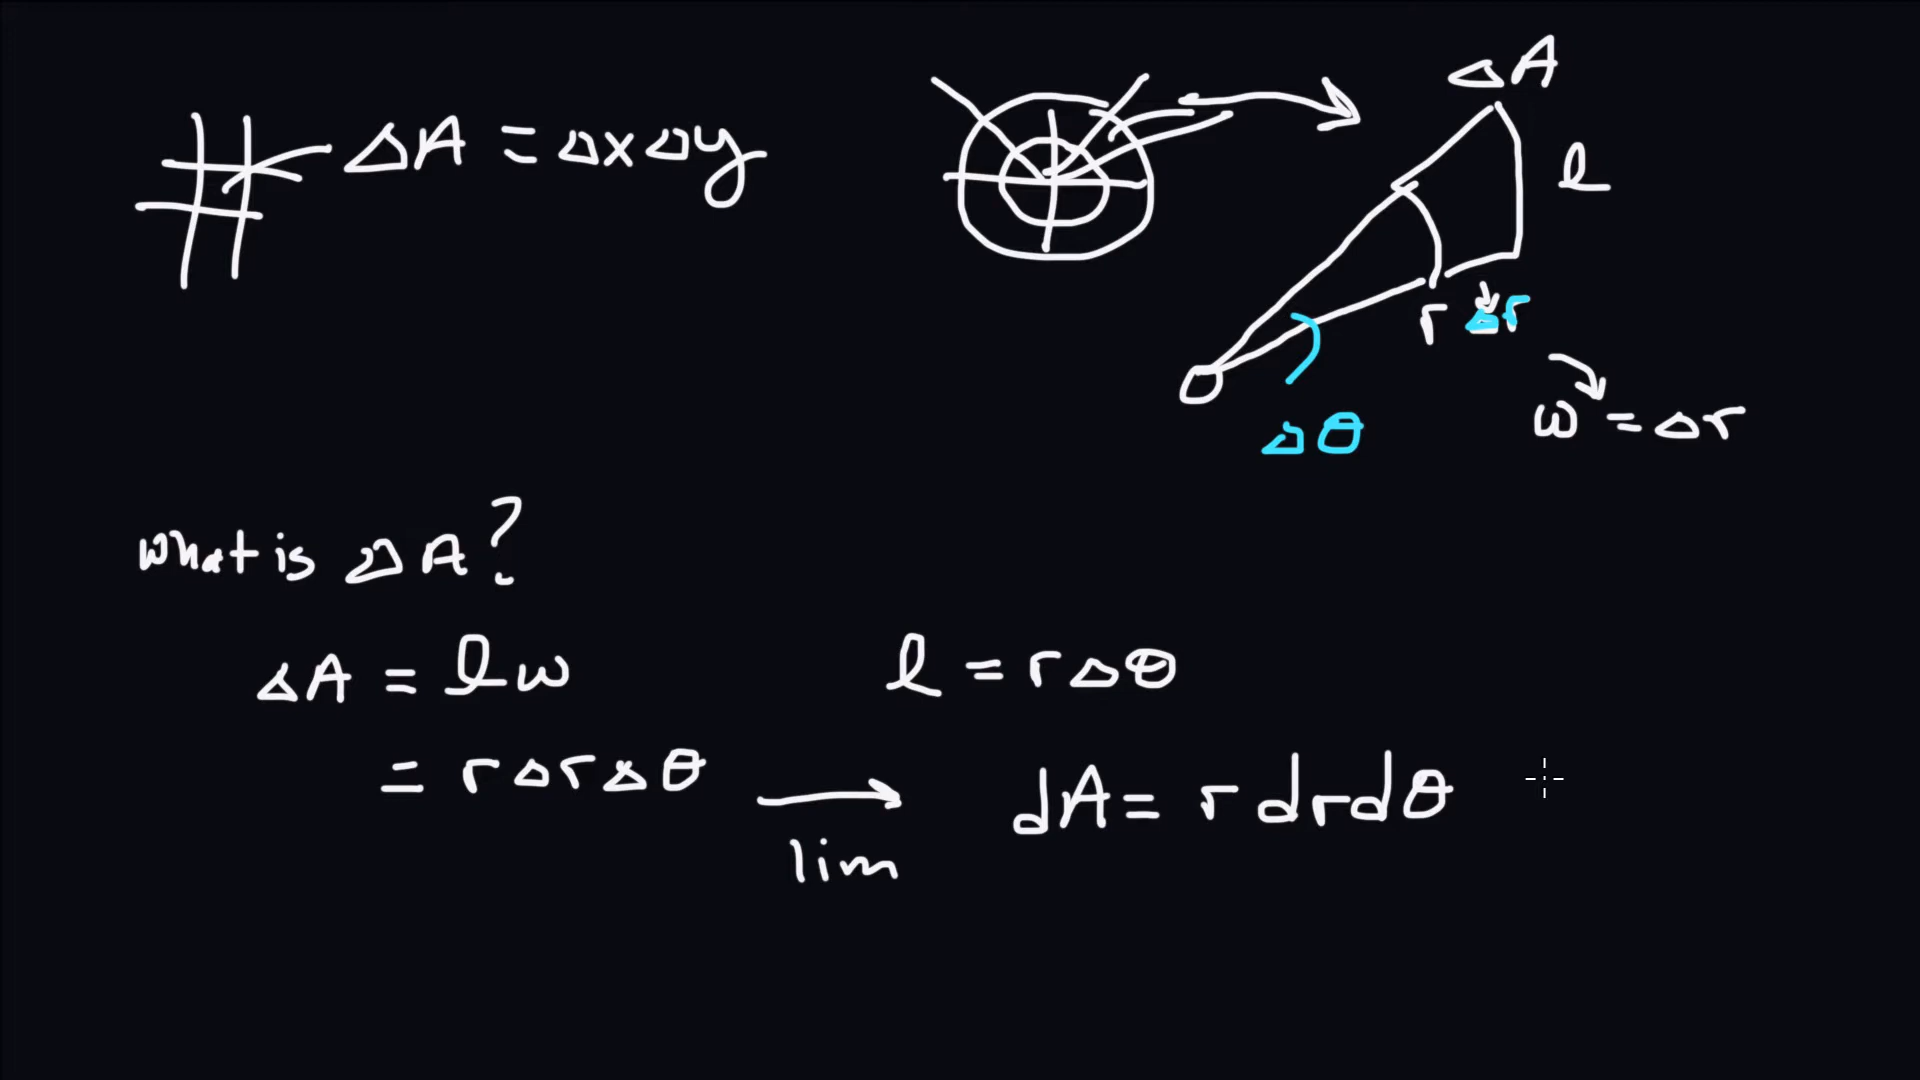 ΔA = ΔxΔy
ΔA
l
r Δr
Δθ
w = Δr
What is ΔA?
ΔA = lw
l = rΔθ
= rΔrΔθ
lim
dA = r dr dθ